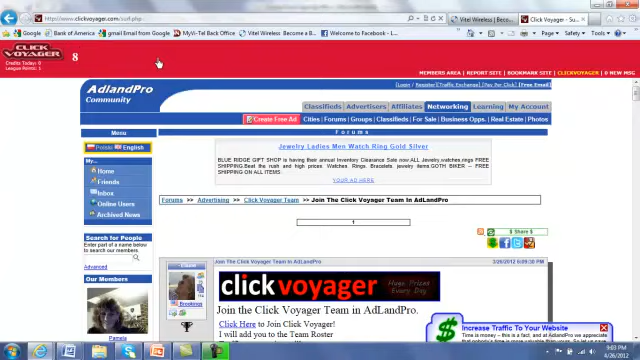 http://www.clickvoyager.com/surf.php
Vitel Wireless | Beco...
Click Voyager - Su...
Google
Bank of America
gmail Email from Google
MyVi-Tel Back Office
Vitel Wireless | Become a...
Welcome to Facebook - L...
Page
Safety
Tools
CLICK
VOYAGER
8
Credits Today: 0
League Points: 1
MEMBERS AREA | REPORT SITE | BOOKMARK SITE | CLICKVOYAGER | 0 NEW MSG
AdlandPro
Community
Login / Register | Traffic Exchange | Pay per Click | Free Email
Classifieds Advertisers Affiliates Networking Learning My Account
Create Free Ad Cities | Forums | Groups | Classifieds | For Sale | Business Opps. | Real Estate | Photos
Menu
Polski English
My...
Home
Friends
Inbox
Online Users
Archived News
Search for People
Enter part of a name below
to search our members.
Advanced
Our Members
Pamela
Forums
Jewelry Ladies Men Watch Ring Gold Silver
BLUE RIDGE GIFT SHOP is having their annual Inventory Clearance Sale now.ALL Jewelry,watches,rings FREE
SHIPPING.Beat the rush and high prices. Watches. Rings. Bracelets,jewelry,earrings.GOTH BIKER -- FREE
SHIPPING ON ALL ITEMS:
YOUR AD HERE
Forums >> Advertising >> Click Voyager Team >> Join The Click Voyager Team In AdLandPro
1
Share
Join The Click Voyager Team In AdLandPro
3/26/2012 6:09:30 PM
clickvoyager
Huge Prices
Every Day
Join the Click Voyager Team in AdLandPro.
Click Here to Join Click Voyager!
I will add you to the Team Roster
Increase Traffic To Your Website
Time is money – this is a fact, and at AdlandPro we appreciate
9:03 PM
4/26/2012